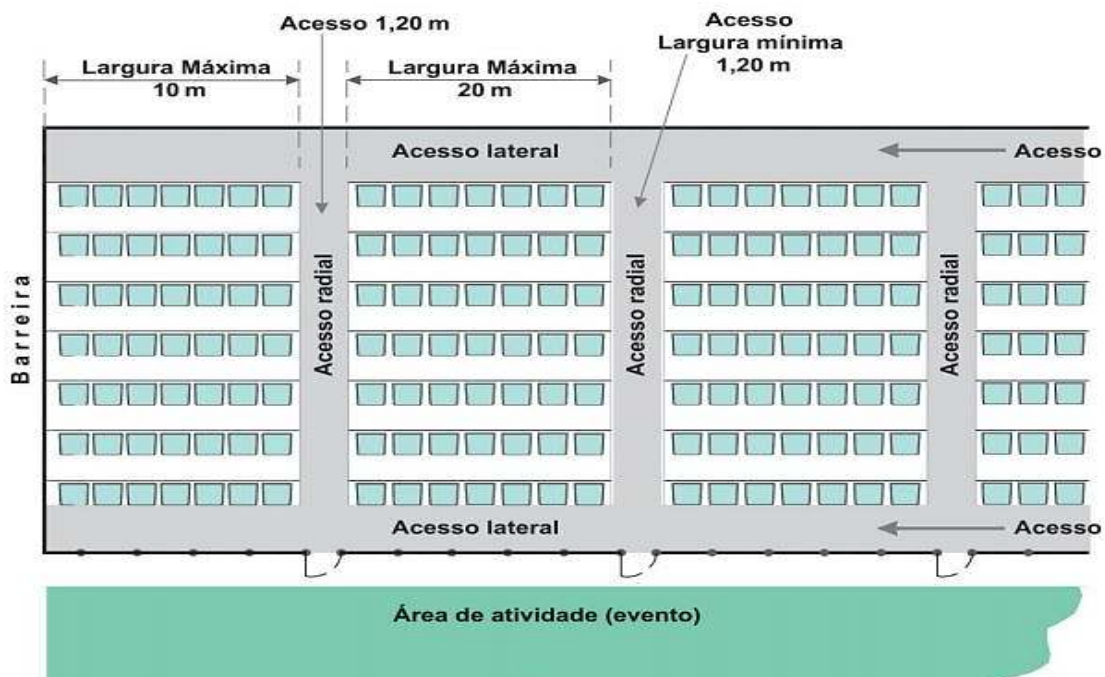 Acesso 1,20 m
Acesso
Largura mínima
1,20 m
Largura Máxima
10 m
Largura Máxima
20 m
Acesso lateral
Acesso
Barreira
Acesso radial
Acesso radial
Acesso radial
Acesso lateral
Acesso
Área de atividade (evento)